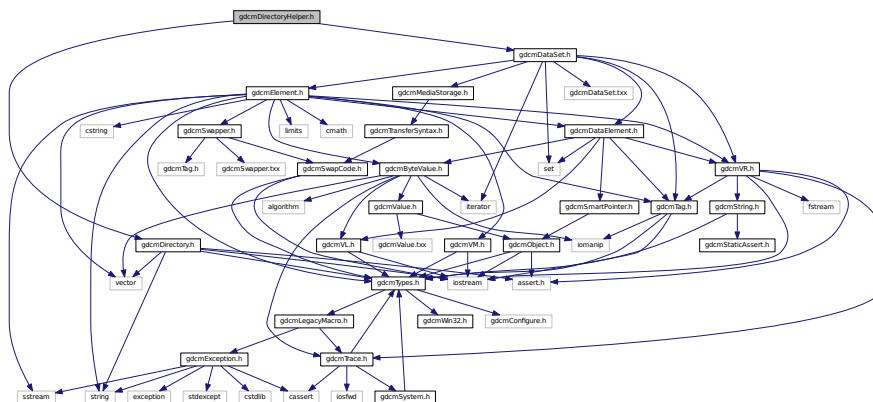 gdcmDirectoryHelper.h
gdcmDataSet.h
gdcmElement.h
gdcmMediaStorage.h
gdcmDataSet.txx
cstring
gdcmSwapper.h
limits
cmath
gdcmTransferSyntax.h
gdcmDataElement.h
gdcmTag.h
gdcmSwapper.txx
gdcmSwapCode.h
gdcmByteValue.h
set
gdcmVR.h
algorithm
gdcmValue.h
iterator
gdcmSmartPointer.h
gdcmTag.h
gdcmString.h
fstream
gdcmDirectory.h
gdcmVL.h
gdcmValue.txx
gdcmVM.h
gdcmObject.h
iomanip
gdcmStaticAssert.h
vector
gdcmTypes.h
iostream
assert.h
gdcmLegacyMacro.h
gdcmWin32.h
gdcmConfigure.h
gdcmException.h
gdcmTrace.h
sstream
string
exception
stdexcept
cstdlib
cassert
iosfwd
gdcmSystem.h